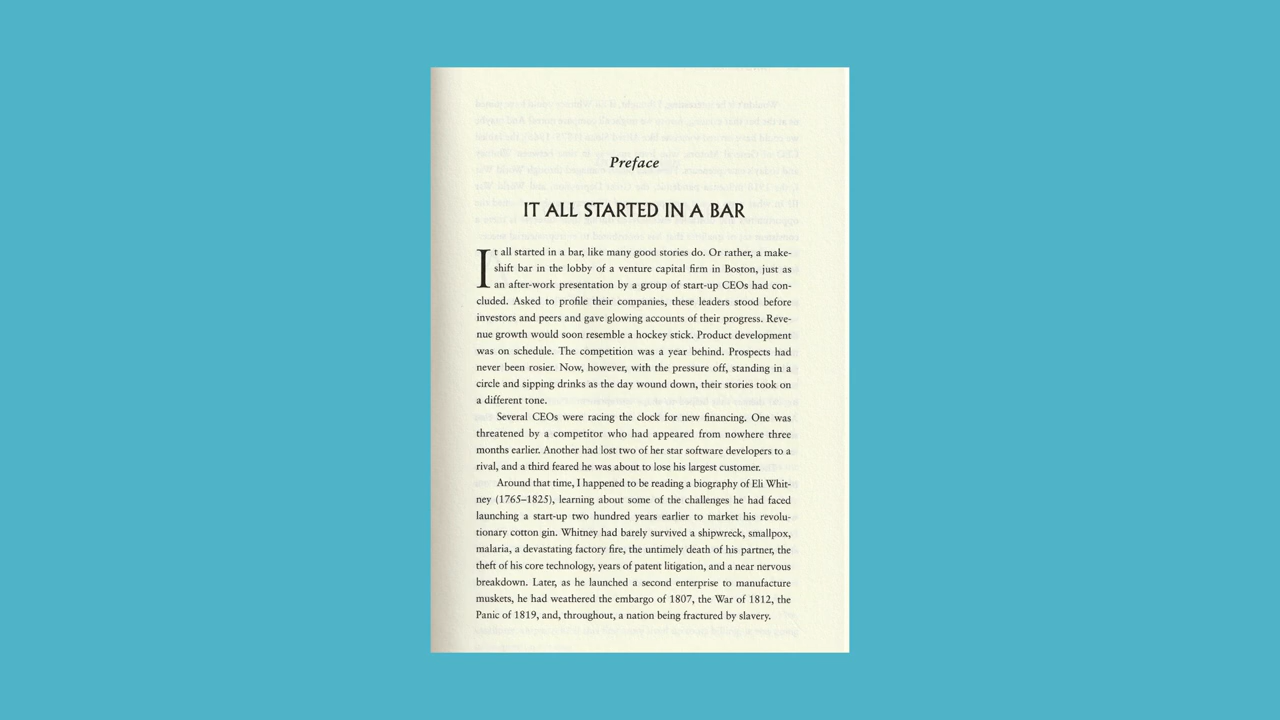 Preface
IT ALL STARTED IN A BAR
It all started in a bar, like many good stories do. Or rather, a make-
shift bar in the lobby of a venture capital firm in Boston, just as
an after-work presentation by a group of start-up CEOs had con-
cluded. Asked to profile their companies, these leaders stood before
investors and peers and gave glowing accounts of their progress. Reve-
nue growth would soon resemble a hockey stick. Product development
was on schedule. The competition was a year behind. Prospects had
never been rosier. Now, however, with the pressure off, standing in a
circle and sipping drinks as the day wound down, their stories took on
a different tone.
Several CEOs were racing the clock for new financing. One was
threatened by a competitor who had appeared from nowhere three
months earlier. Another had lost two of her star software developers to a
rival, and a third feared he was about to lose his largest customer.
Around that time, I happened to be reading a biography of Eli Whit-
ney (1765–1825), learning about some of the challenges he had faced
launching a start-up two hundred years earlier to market his revolu-
tionary cotton gin. Whitney had barely survived a shipwreck, smallpox,
malaria, a devastating factory fire, the untimely death of his partner, the
theft of his core technology, years of patent litigation, and a near nervous
breakdown. Later, as he launched a second enterprise to manufacture
muskets, he had weathered the embargo of 1807, the War of 1812, the
Panic of 1819, and, throughout, a nation being fractured by slavery.